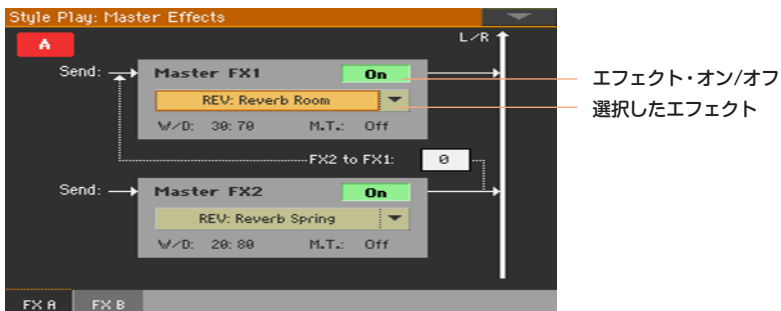 Style Play: Master Effects
A
L/R
Send:
Master FX1
On
エフェクト・オン/オフ
REV: Reverb Room
選択したエフェクト
W/D: 30:70 M.T.: Off
FX2 to FX1: 0
Send:
Master FX2
On
REV: Reverb Spring
W/D: 20:80 M.T.: Off
FX A FX B